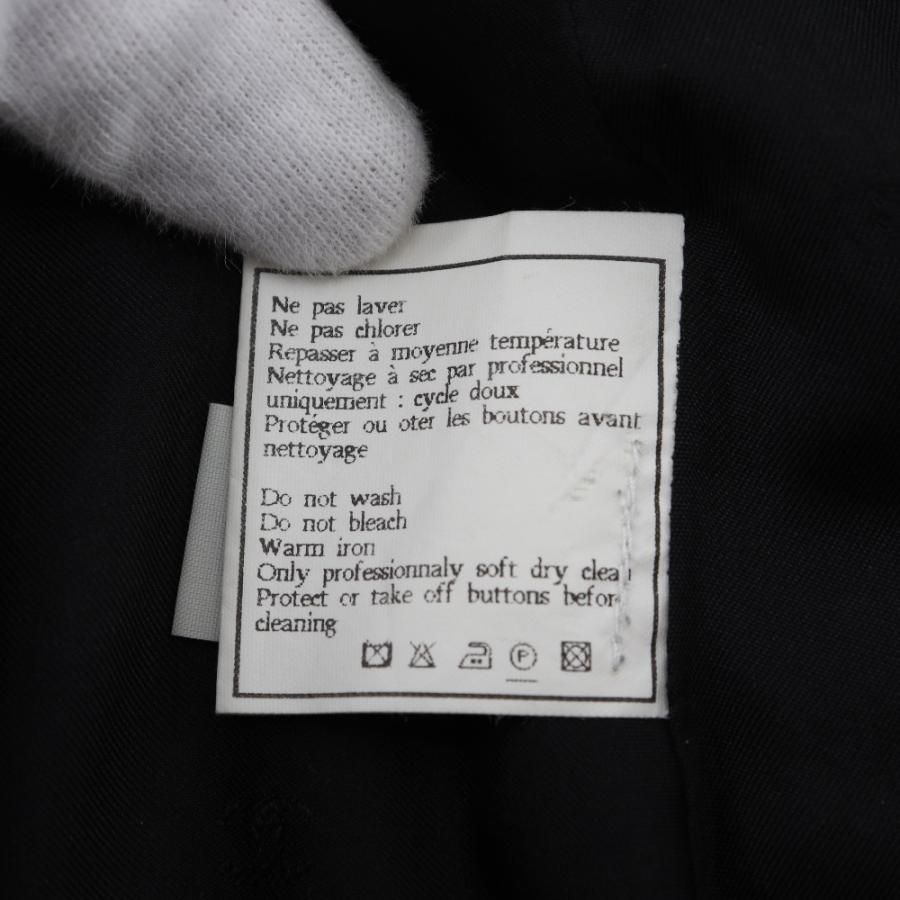 Ne pas laver
Ne pas chlorer
Repasser à moyenne température
Nettoyage à sec par professionnel
uniquement : cycle doux
Protéger ou oter les boutons avant
nettoyage
Do not wash
Do not bleach
Warm iron
Only professionnaly soft dry clea
Protect or take off buttons befor
cleaning
P